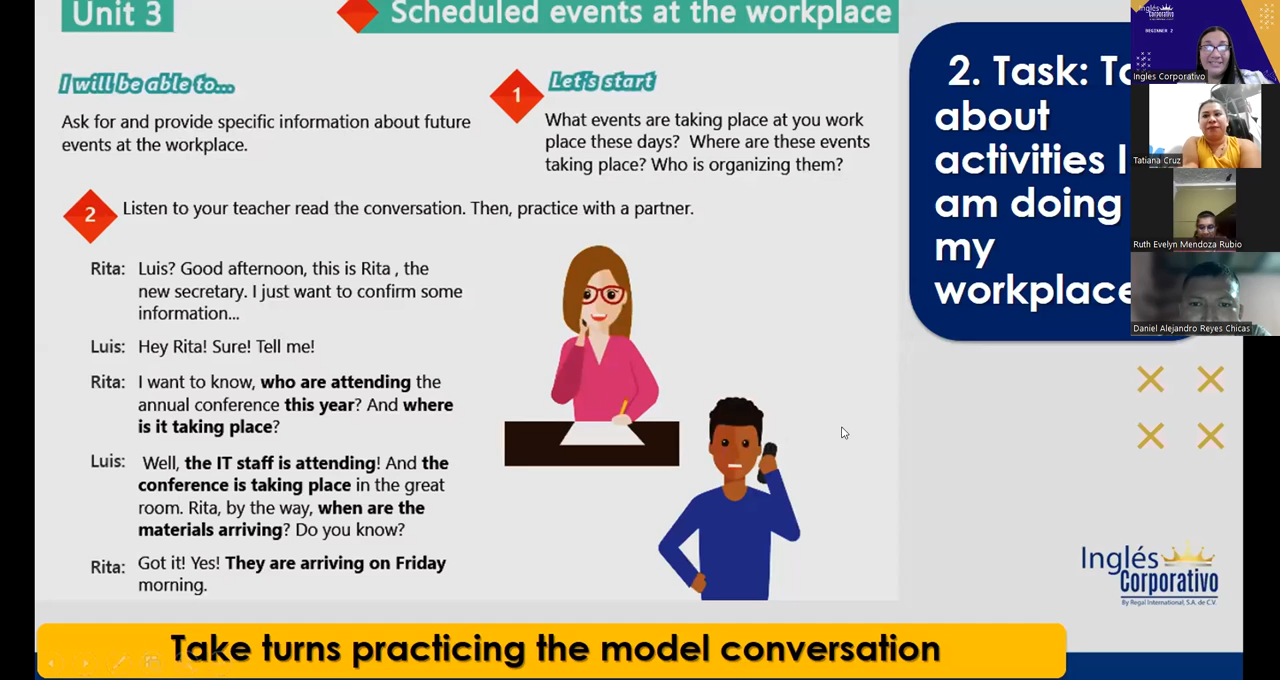 Unit 3
Scheduled events at the workplace
I will be able to...
Ask for and provide specific information about future
events at the workplace.
1
Let's start
What events are taking place at you work
place these days? Where are these events
taking place? Who is organizing them?
2
Listen to your teacher read the conversation. Then, practice with a partner.
Rita: Luis? Good afternoon, this is Rita , the
new secretary. I just want to confirm some
information...
Luis: Hey Rita! Sure! Tell me!
Rita: I want to know, who are attending the
annual conference this year? And where
is it taking place?
Luis: Well, the IT staff is attending! And the
conference is taking place in the great
room. Rita, by the way, when are the
materials arriving? Do you know?
Rita: Got it! Yes! They are arriving on Friday
morning.
2. Task:
about
activities I
am doing
my
workplace
Inglés
Corporativo
By Regal International, S.A. de C.V.
Take turns practicing the model conversation
Inglés
Corporativo
BEGINNER 2
Ingles Corporativo
Tatiana Cruz
Ruth Evelyn Mendoza Rubio
Daniel Alejandro Reyes Chicas